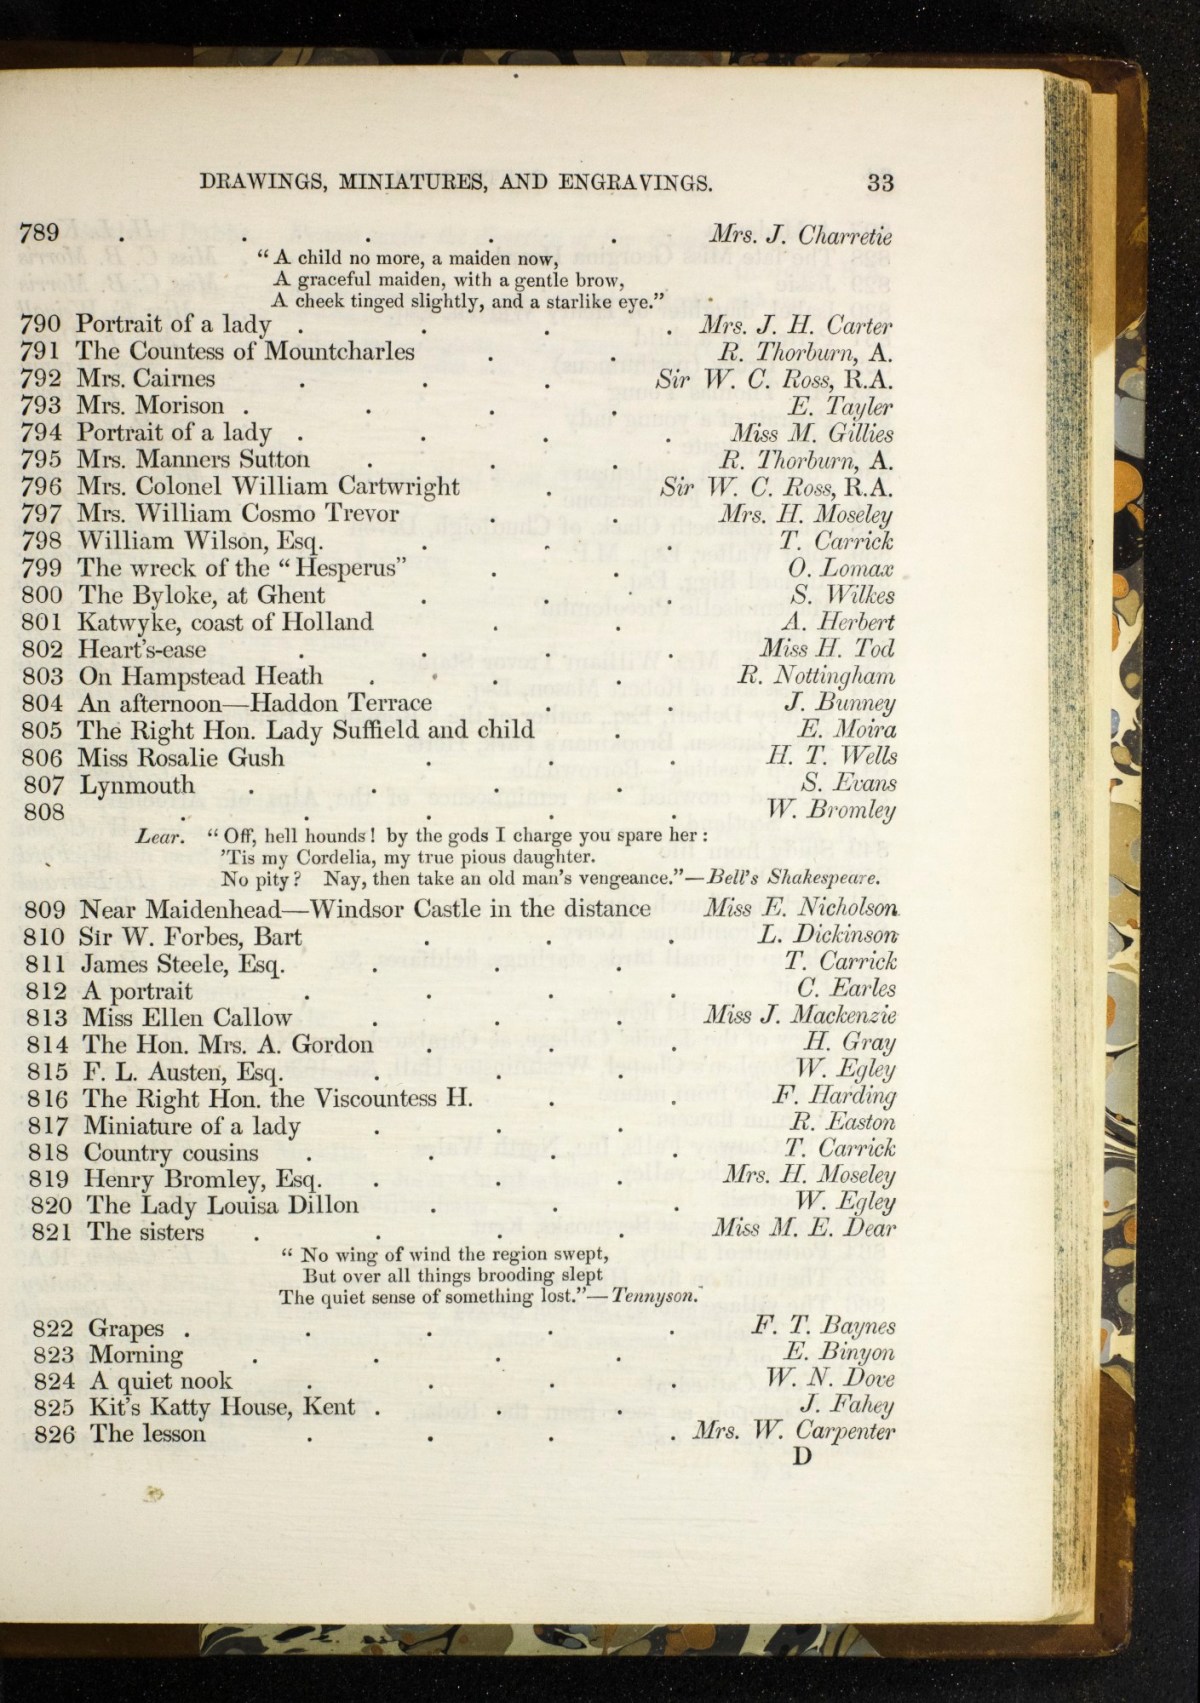 DRAWINGS, MINIATURES, AND ENGRAVINGS. 33
789 . . . . . Mrs. J. Charretie
“A child no more, a maiden now,
A graceful maiden, with a gentle brow,
A cheek tinged slightly, and a starlike eye.”
790 Portrait of a lady . . . . Mrs. J. H. Carter
791 The Countess of Mountcharles . . R. Thorburn, A.
792 Mrs. Cairnes . . . Sir W. C. Ross, R.A.
793 Mrs. Morison . . . . E. Tayler
794 Portrait of a lady . . . . Miss M. Gillies
795 Mrs. Manners Sutton . . . R. Thorburn, A.
796 Mrs. Colonel William Cartwright . Sir W. C. Ross, R.A.
797 Mrs. William Cosmo Trevor . . Mrs. H. Moseley
798 William Wilson, Esq. . . . T. Carrick
799 The wreck of the “Hesperus” . . O. Lomax
800 The Byloke, at Ghent . . . S. Wilkes
801 Katwyke, coast of Holland . . A. Herbert
802 Heart's-ease . . . . Miss H. Tod
803 On Hampstead Heath . . . R. Nottingham
804 An afternoon—Haddon Terrace . . J. Bunney
805 The Right Hon. Lady Suffield and child . E. Moira
806 Miss Rosalie Gush . . . H. T. Wells
807 Lynmouth . . . . S. Evans
808 . . . . . W. Bromley
Lear. “Off, hell hounds! by the gods I charge you spare her:
'Tis my Cordelia, my true pious daughter.
No pity? Nay, then take an old man's vengeance.”—Bell's Shakespeare.
809 Near Maidenhead—Windsor Castle in the distance Miss E. Nicholson
810 Sir W. Forbes, Bart . . . L. Dickinson
811 James Steele, Esq. . . . T. Carrick
812 A portrait . . . . C. Earles
813 Miss Ellen Callow . . . Miss J. Mackenzie
814 The Hon. Mrs. A. Gordon . . H. Gray
815 F. L. Austen, Esq. . . . W. Egley
816 The Right Hon. the Viscountess H. . . F. Harding
817 Miniature of a lady . . . R. Easton
818 Country cousins . . . . T. Carrick
819 Henry Bromley, Esq. . . . Mrs. H. Moseley
820 The Lady Louisa Dillon . . . W. Egley
821 The sisters . . . . Miss M. E. Dear
“No wing of wind the region swept,
But over all things brooding slept
The quiet sense of something lost.”—Tennyson.
822 Grapes . . . . . F. T. Baynes
823 Morning . . . . E. Binyon
824 A quiet nook . . . W. N. Dove
825 Kit's Katty House, Kent . . . J. Fahey
826 The lesson . . . . Mrs. W. Carpenter
D